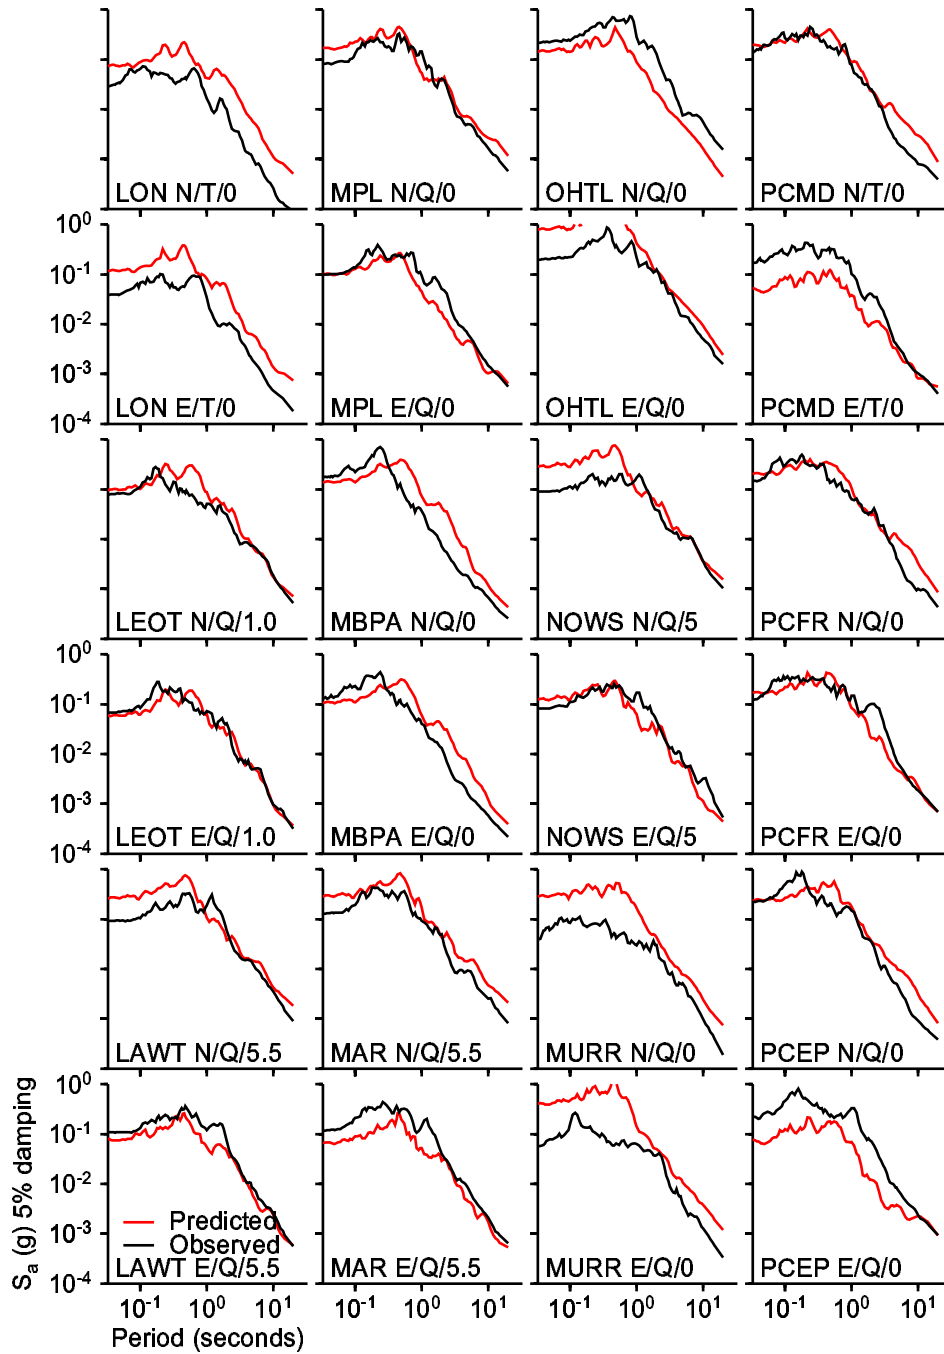 LON N/T/0 MPL N/Q/0 OHTL N/Q/0 PCMD N/T/0
10^0
10^-1
10^-2
10^-3
10^-4
LON E/T/0 MPL E/Q/0 OHTL E/Q/0 PCMD E/T/0
LEOT N/Q/1.0 MBPA N/Q/0 NOWS N/Q/5 PCFR N/Q/0
10^0
10^-1
10^-2
10^-3
10^-4
LEOT E/Q/1.0 MBPA E/Q/0 NOWS E/Q/5 PCFR E/Q/0
LAWT N/Q/5.5 MAR N/Q/5.5 MURR N/Q/0 PCEP N/Q/0
S_a (g) 5% damping
10^0
10^-1
10^-2
10^-3
10^-4
Predicted
Observed
LAWT E/Q/5.5 MAR E/Q/5.5 MURR E/Q/0 PCEP E/Q/0
10^-1 10^0 10^1 10^-1 10^0 10^1 10^-1 10^0 10^1 10^-1 10^0 10^1
Period (seconds)